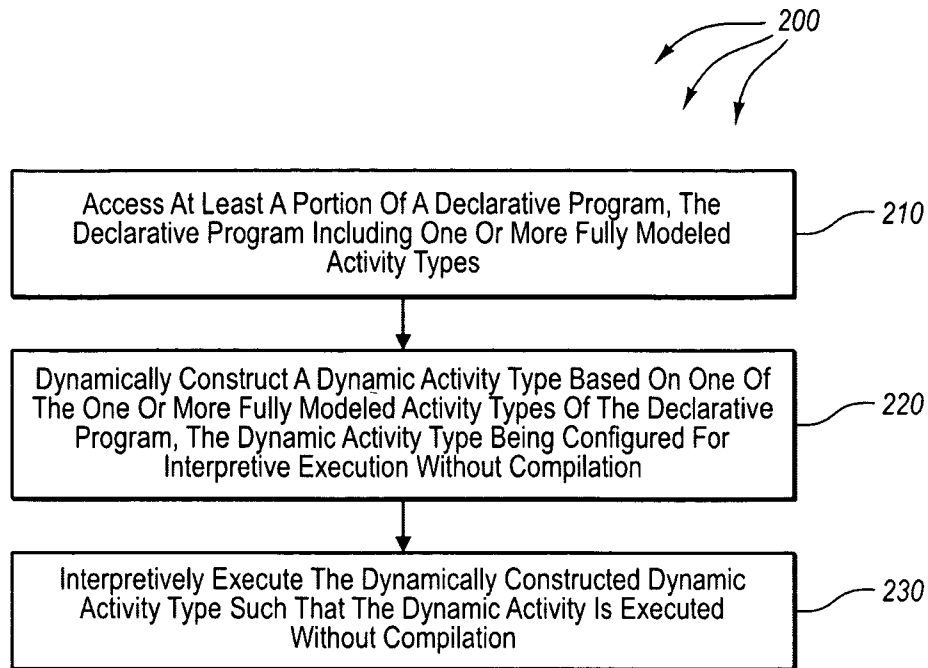 200
Access At Least A Portion Of A Declarative Program, The
Declarative Program Including One Or More Fully Modeled
Activity Types
210
Dynamically Construct A Dynamic Activity Type Based On One Of
The One Or More Fully Modeled Activity Types Of The Declarative
Program, The Dynamic Activity Type Being Configured For
Interpretive Execution Without Compilation
220
Interpretively Execute The Dynamically Constructed Dynamic
Activity Type Such That The Dynamic Activity Is Executed
Without Compilation
230